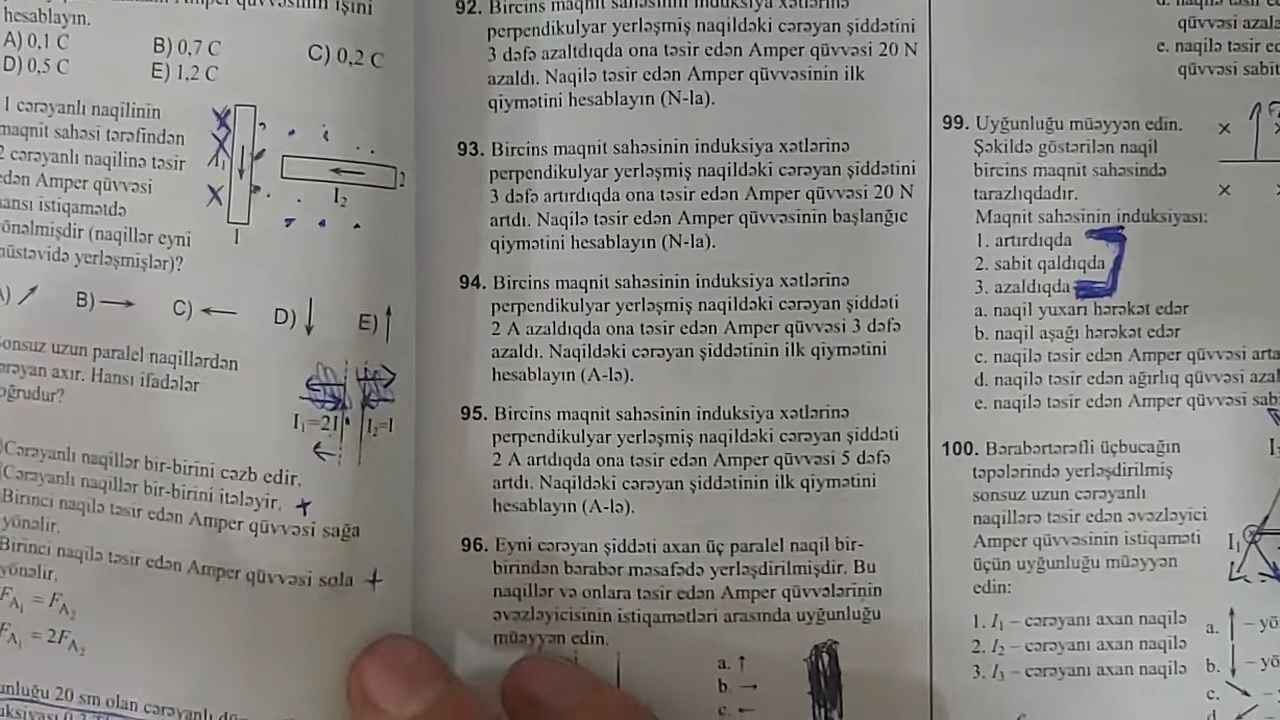 hesablayın.
A) 0,1 C
B) 0,7 C
C) 0,2 C
D) 0,5 C
E) 1,2 C
1 cərəyanlı naqilinin
maqnit sahəsi tərəfindən
2 cərəyanlı naqilinə təsir
edən Amper qüvvəsi
istiqamətdə
yönəlmişdir (naqillər eyni
müstəvidə yerləşmişlər)?
I₂
2
1
B) →
C) ←
D) ↓
E) ↑
uzun paralel naqillərdən
cərəyan axır. Hansı ifadələr
doğrudur?
I₁=2I
I₂=I
Cərəyanlı naqillər bir-birini cəzb edir.
Cərəyanlı naqillər bir-birini itələyir. +
Birinci naqilə təsir edən Amper qüvvəsi sağa
yönəlir.
Birinci naqilə təsir edən Amper qüvvəsi sola +
yönəlir.
F_A₁ = F_A₂
F_A₁ = 2F_A₂
20 sm olan cərəyanlı
92. Bircins maqnit sahəsinin induksiya xətlərinə
perpendikulyar yerləşmiş naqildəki cərəyan şiddətini
3 dəfə azaltdıqda ona təsir edən Amper qüvvəsi 20 N
azaldı. Naqilə təsir edən Amper qüvvəsinin ilk
qiymətini hesablayın (N-la).
93. Bircins maqnit sahəsinin induksiya xətlərinə
perpendikulyar yerləşmiş naqildəki cərəyan şiddətini
3 dəfə artırdıqda ona təsir edən Amper qüvvəsi 20 N
artdı. Naqilə təsir edən Amper qüvvəsinin başlanğıc
qiymətini hesablayın (N-la).
94. Bircins maqnit sahəsinin induksiya xətlərinə
perpendikulyar yerləşmiş naqildəki cərəyan şiddəti
2 A azaldıqda ona təsir edən Amper qüvvəsi 3 dəfə
azaldı. Naqildəki cərəyan şiddətinin ilk qiymətini
hesablayın (A-lə).
95. Bircins maqnit sahəsinin induksiya xətlərinə
perpendikulyar yerləşmiş naqildəki cərəyan şiddəti
2 A artdıqda ona təsir edən Amper qüvvəsi 5 dəfə
artdı. Naqildəki cərəyan şiddətinin ilk qiymətini
hesablayın (A-lə).
96. Eyni cərəyan şiddəti axan üç paralel naqil bir-
birindən bərabər məsafədə yerləşdirilmişdir. Bu
naqillər və onlara təsir edən Amper qüvvələrinin
əvəzləyicisinin istiqamətləri arasında uyğunluğu
müəyyən edin.
a. ↑
b. →
c. ←
qüvvəsi
e. naqilə təsir
qüvvəsi
99. Uyğunluğu müəyyən edin.
Şəkildə göstərilən naqil
bircins maqnit sahəsində
tarazlıqdadır.
Maqnit sahəsinin induksiyası:
1. artırdıqda
2. sabit qaldıqda
3. azaldıqda
a. naqil yuxarı hərəkət edər
b. naqil aşağı hərəkət edər
c. naqilə təsir edən Amper qüvvəsi
d. naqilə təsir edən ağırlıq qüvvəsi
e. naqilə təsir edən Amper qüvvəsi
100. Bərabərtərəfli üçbucağın
təpələrində yerləşdirilmiş
sonsuz uzun cərəyanlı
naqillərə təsir edən əvəzləyici
Amper qüvvəsinin istiqaməti
üçün uyğunluğu müəyyən
edin:
I₁
1. I₁ – cərəyanı axan naqilə
2. I₂ – cərəyanı axan naqilə
3. I₃ – cərəyanı axan naqilə
a. ↑
b. ↓
c.